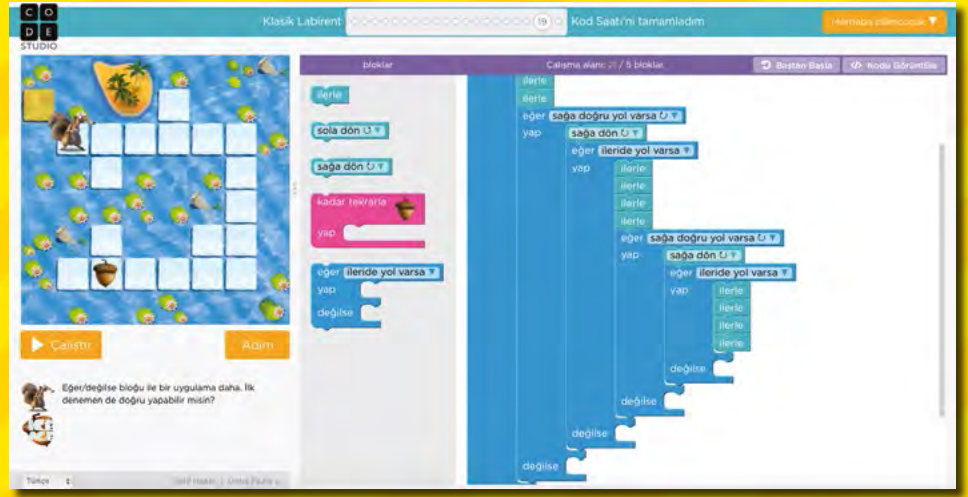 CODE
STUDIO
Klasik Labirent
19
Kod Saati'ni tamamladım
bloklar
Çalışma alanı: 21 / 5 bloklar
Baştan Başla
Kodu Görüntüle
ilerle
sola dön
sağa dön
kadar tekrarla
yap
eğer ileride yol varsa
yap
değilse
ilerle
ilerle
eğer sağa doğru yol varsa
yap
sağa dön
eğer ileride yol varsa
yap
ilerle
ilerle
ilerle
ilerle
eğer sağa doğru yol varsa
yap
sağa dön
eğer ileride yol varsa
yap
ilerle
ilerle
ilerle
ilerle
değilse
değilse
değilse
değilse
Çalıştır
Adım
Eğer/değilse bloğu ile bir uygulama daha. İlk
denemen de doğru yapabilir misin?
Türkçe